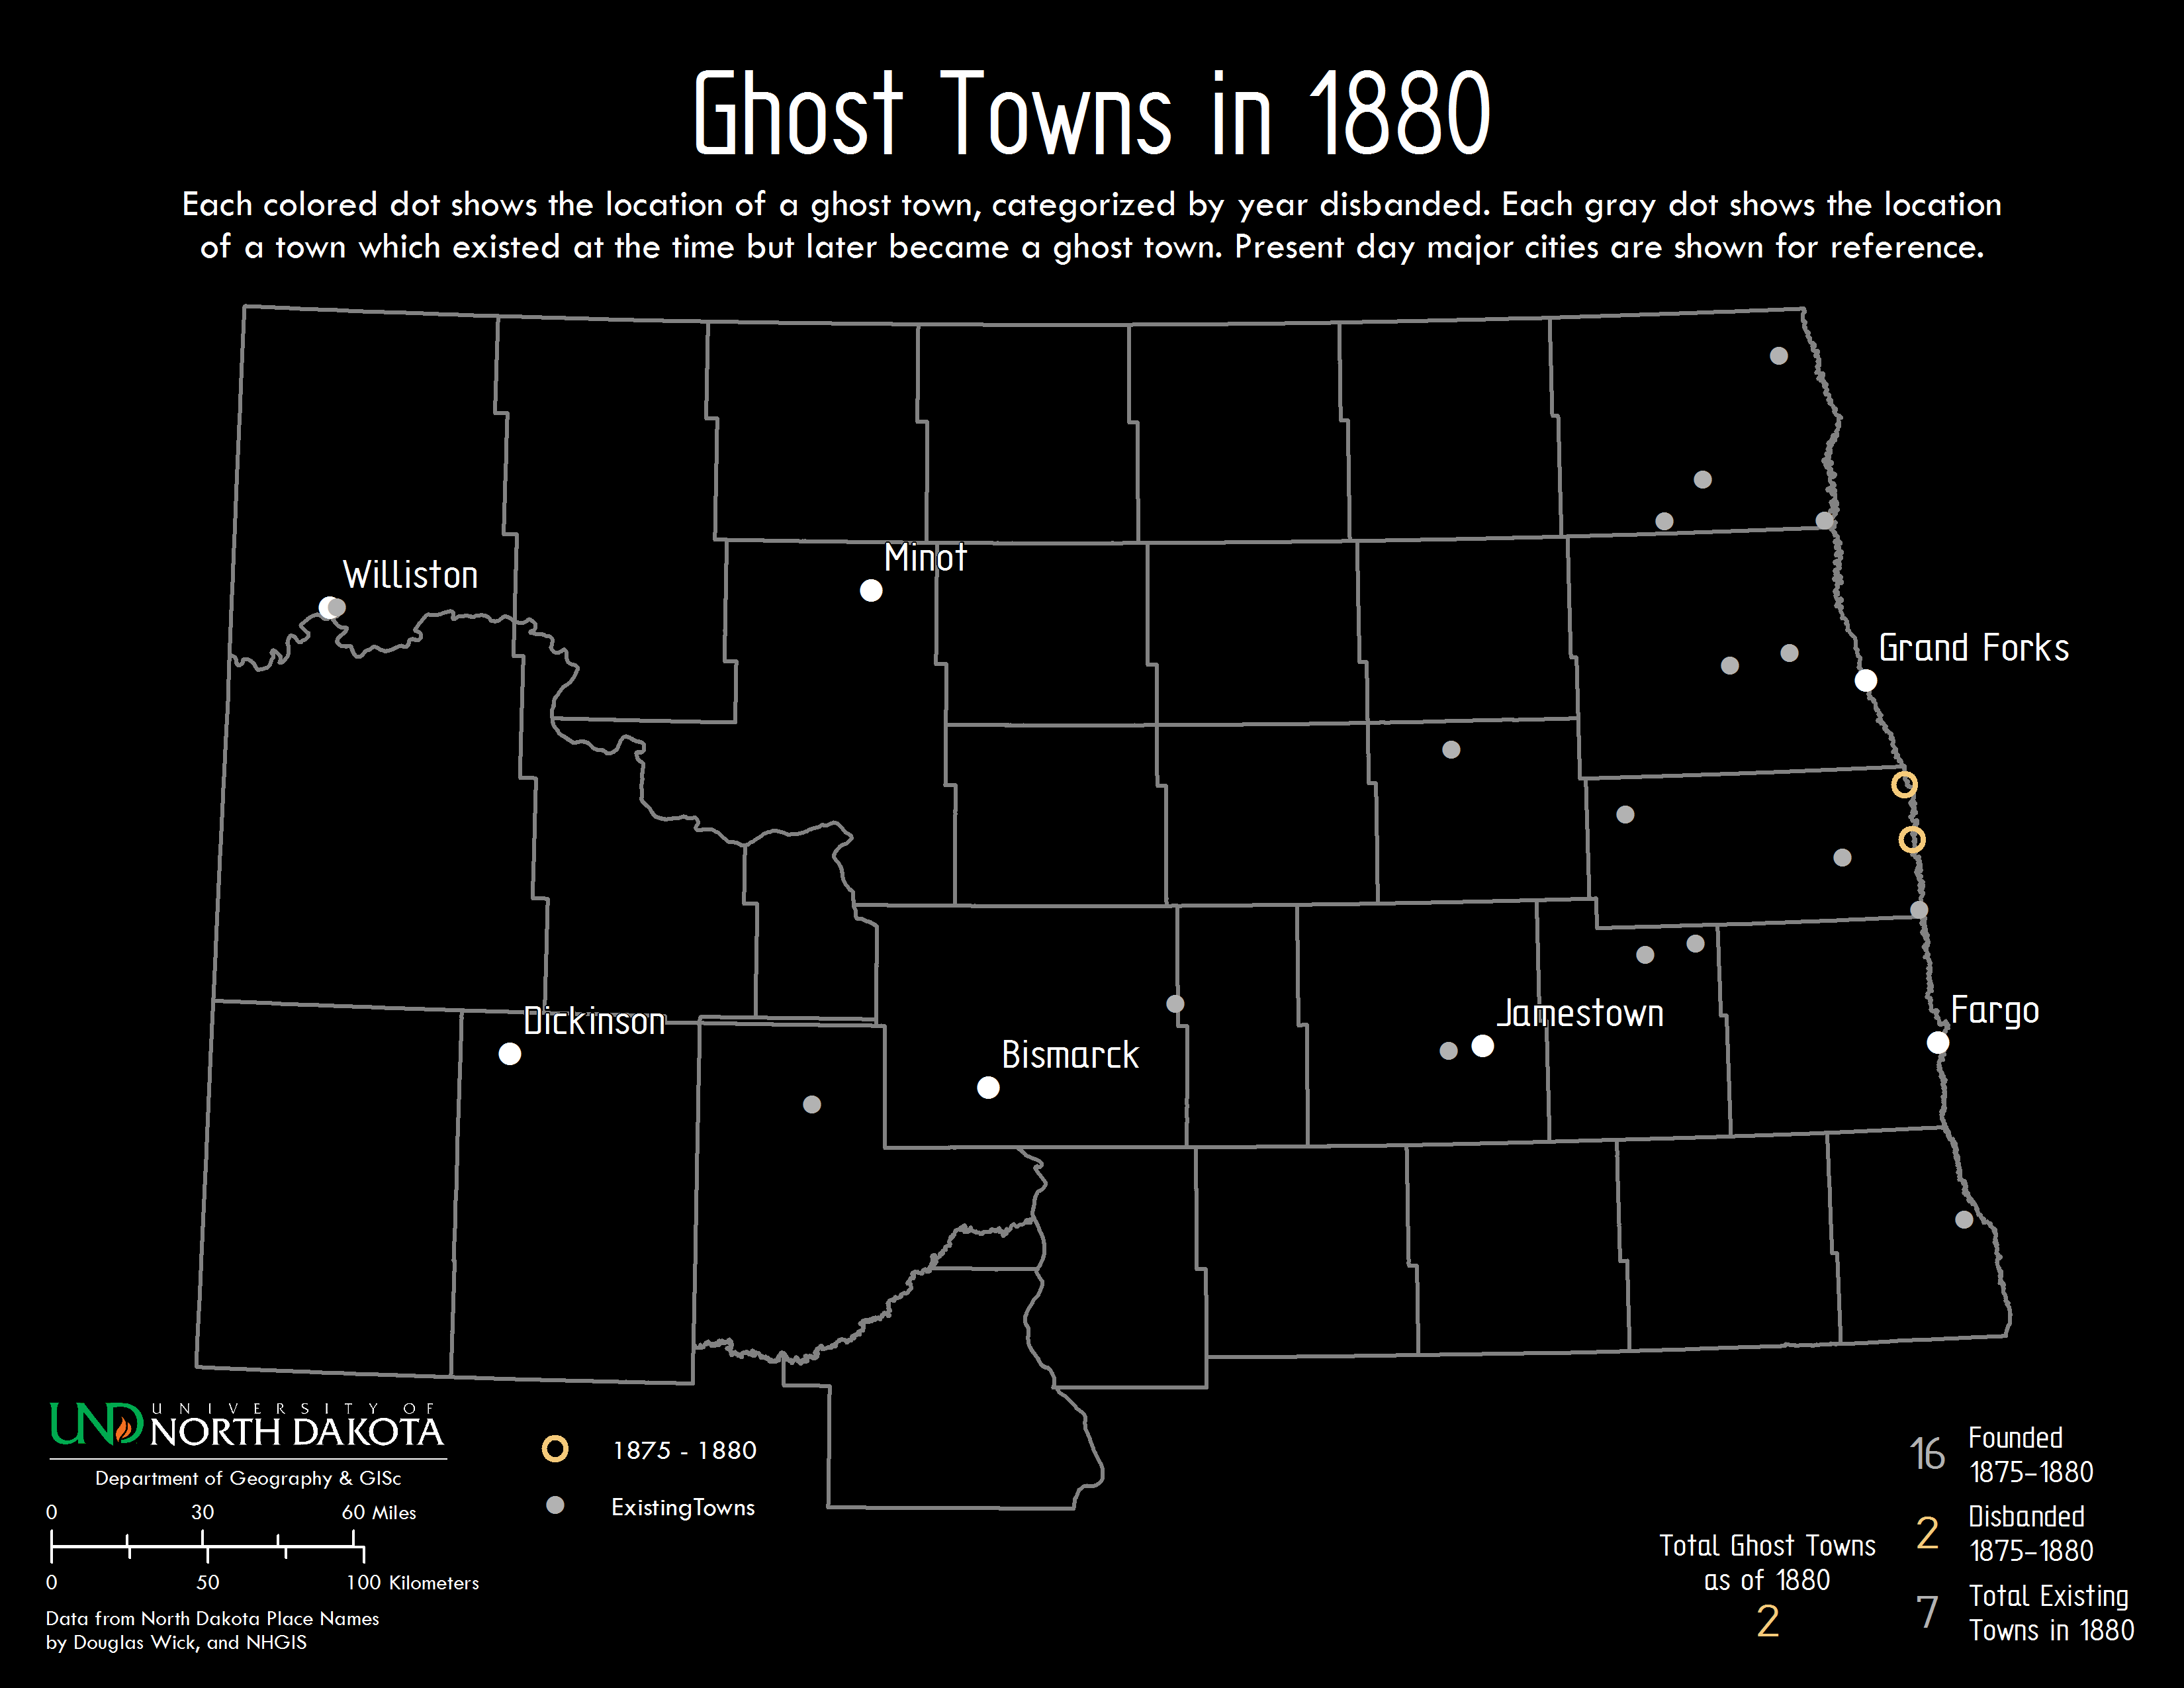 Ghost Towns in 1880
Each colored dot shows the location of a ghost town, categorized by year disbanded. Each gray dot shows the location
of a town which existed at the time but later became a ghost town. Present day major cities are shown for reference.
Minot
Williston
Grand Forks
Dickinson
Jamestown
Fargo
Bismarck
UND UNIVERSITY OF
NORTH DAKOTA
Department of Geography & GISc
0 30 60 Miles
0 50 100 Kilometers
Data from North Dakota Place Names
by Douglas Wick, and NHGIS
1875 - 1880
ExistingTowns
Total Ghost Towns
as of 1880
2
16 Founded
1875-1880
2 Disbanded
1875-1880
7 Total Existing
Towns in 1880